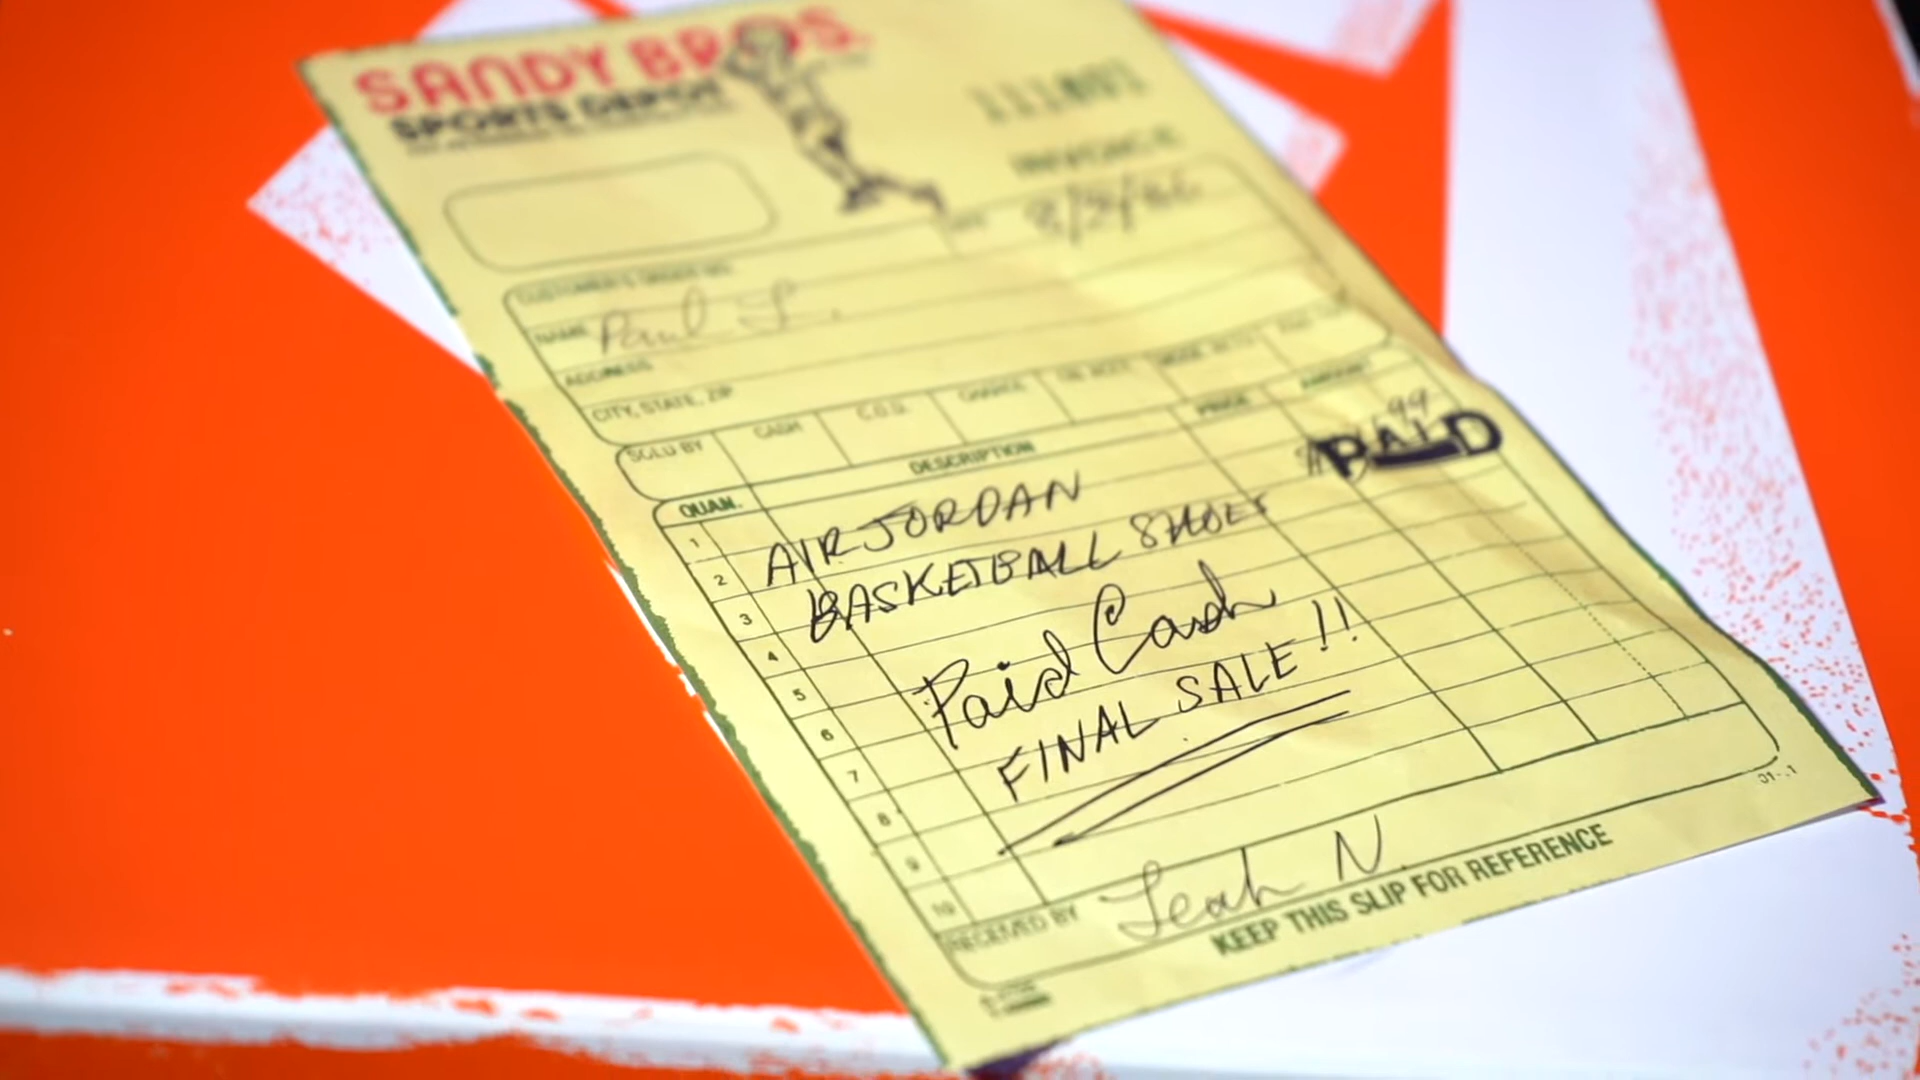 SANDY BROS.
SPORTS DEPOT
INVOICE
CUSTOMER'S ORDER NO.
NAME Paul L.
ADDRESS
CITY, STATE, ZIP
SOLD BY CASH C.O.D. CHARGE
QUAN. DESCRIPTION PRICE AMOUNT
PAID
1 AIR JORDAN
2 BASKETBALL SHOES
3
4 Paid Cash
5 FINAL SALE!!
6
7
8
9
10
RECEIVED BY Leah N.
KEEP THIS SLIP FOR REFERENCE